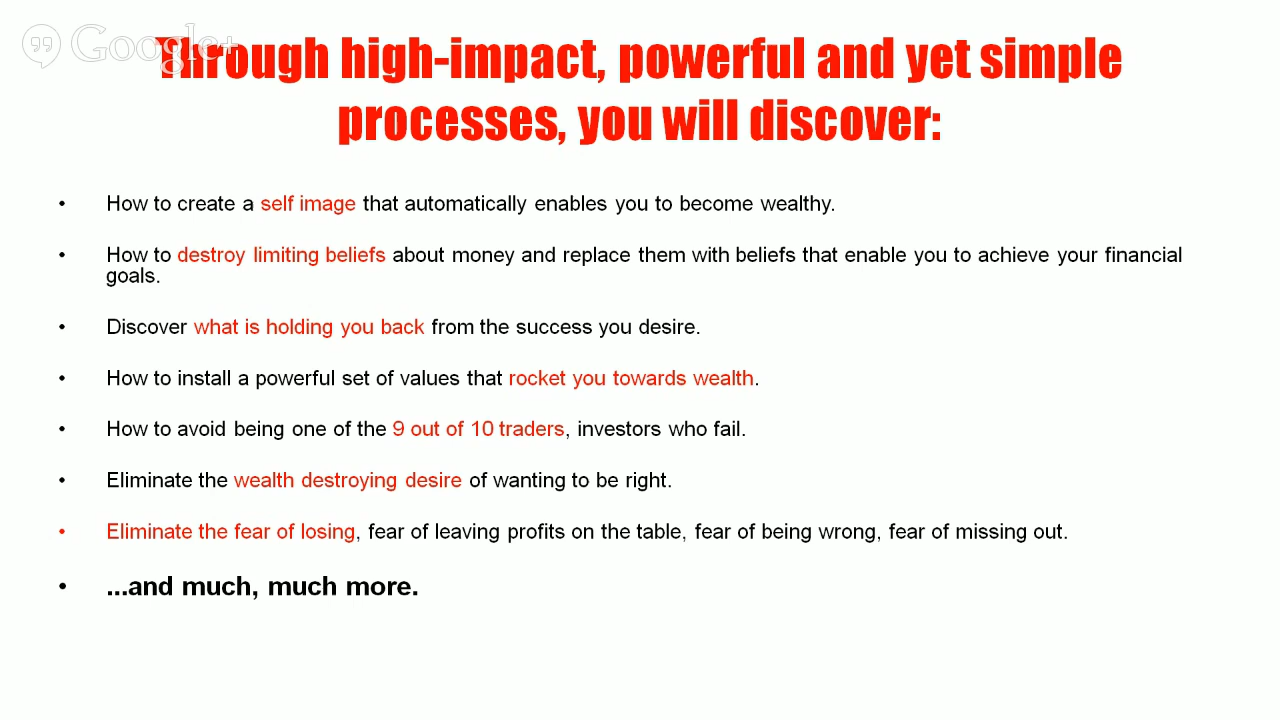 Google+
Through high-impact, powerful and yet simple
processes, you will discover:
• How to create a self image that automatically enables you to become wealthy.
• How to destroy limiting beliefs about money and replace them with beliefs that enable you to achieve your financial
goals.
• Discover what is holding you back from the success you desire.
• How to install a powerful set of values that rocket you towards wealth.
• How to avoid being one of the 9 out of 10 traders, investors who fail.
• Eliminate the wealth destroying desire of wanting to be right.
• Eliminate the fear of losing, fear of leaving profits on the table, fear of being wrong, fear of missing out.
• ...and much, much more.